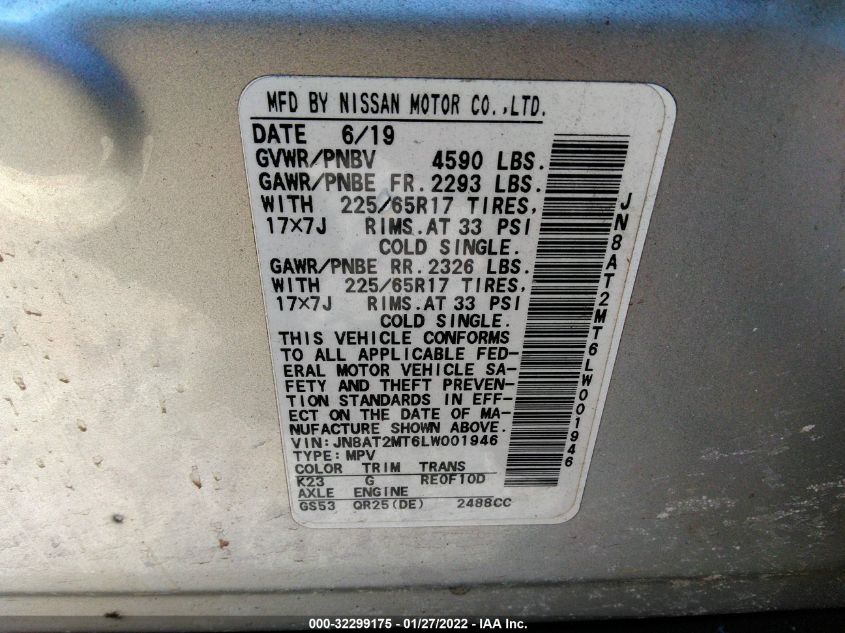 MFD BY NISSAN MOTOR CO.,LTD.
DATE 6/19
GVWR/PNBV 4590 LBS.
GAWR/PNBE FR. 2293 LBS.
WITH 225/65R17 TIRES,
17×7J RIMS.AT 33 PSI
COLD SINGLE.
GAWR/PNBE RR. 2326 LBS.
WITH 225/65R17 TIRES,
17×7J RIMS.AT 33 PSI
COLD SINGLE.
THIS VEHICLE CONFORMS
TO ALL APPLICABLE FED-
ERAL MOTOR VEHICLE SA-
FETY AND THEFT PREVEN-
TION STANDARDS IN EFF-
ECT ON THE DATE OF MA-
NUFACTURE SHOWN ABOVE.
VIN:JN8AT2MT6LW001946
TYPE:MPV
COLOR TRIM TRANS
K23 G RE0F10D
AXLE ENGINE
GS53 QR25(DE) 2488CC
JN8AT2MT6LW001946
000-32299175 - 01/27/2022 - IAA Inc.